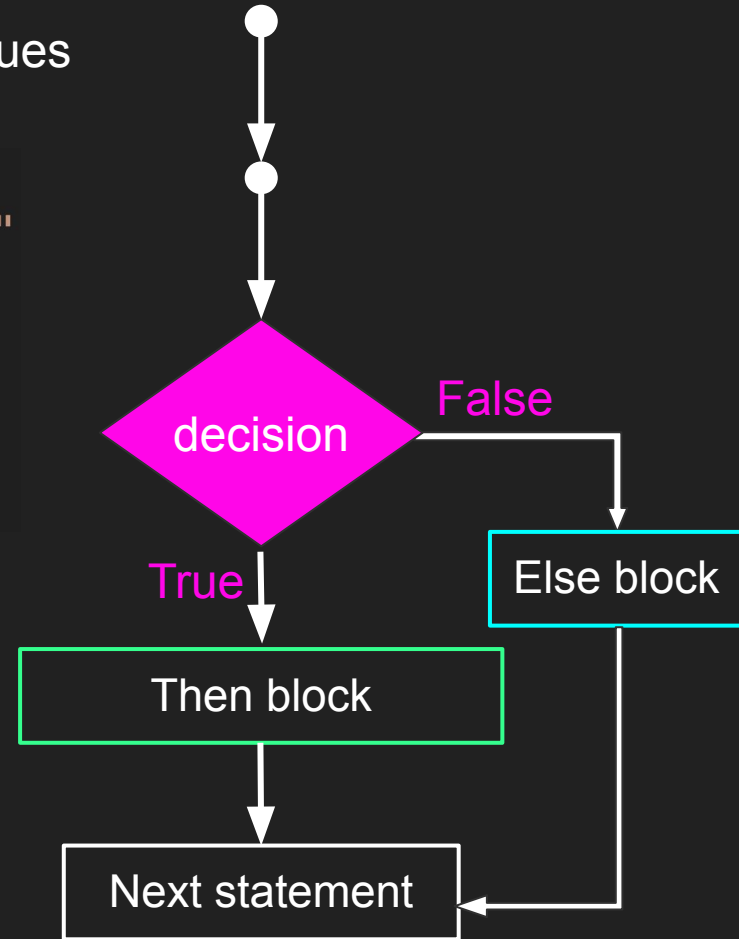 ues
"
decision
False
True
Else block
Then block
Next statement